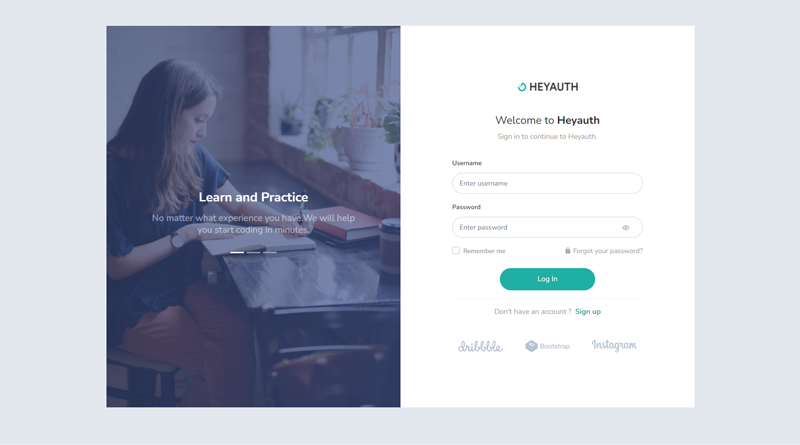 HEYAUTH
Welcome to Heyauth
Sign in to continue to Heyauth.
Username
Enter username
Password
Enter password
Remember me
Forgot your password?
Log In
Don't have an account ? Sign up
dribbble
Bootstrap
Instagram
Learn and Practice
No matter what experience you have.We will help
you start coding in minutes.